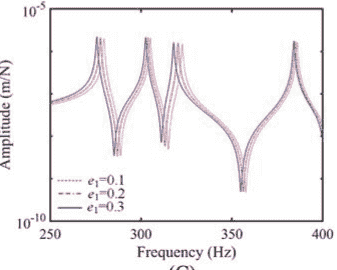 10⁻⁵
Amplitude (m/N)
e₁=0.1
e₁=0.2
e₁=0.3
10⁻¹⁰
250 300 350 400
Frequency (Hz)